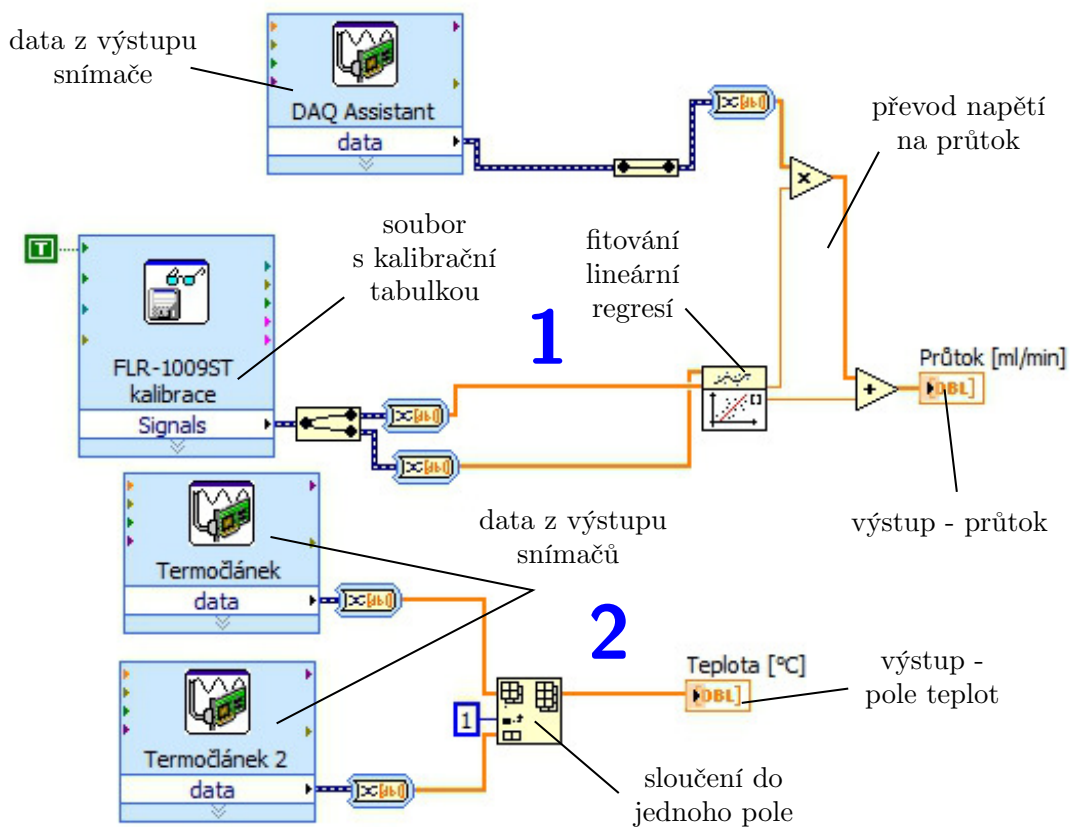 data z výstupu
snímače
DAQ Assistant
data
převod napětí
na průtok
×
T
soubor
s kalibrační
tabulkou
fitování
lineární
regresí
1
FLR-1009ST
kalibrace
Signals
Průtok [ml/min]
+
DBL
výstup - průtok
data z výstupu
snímačů
Termočlánek
data
2
Teplota [°C]
DBL
výstup -
pole teplot
1
Termočlánek 2
data
sloučení do
jednoho pole